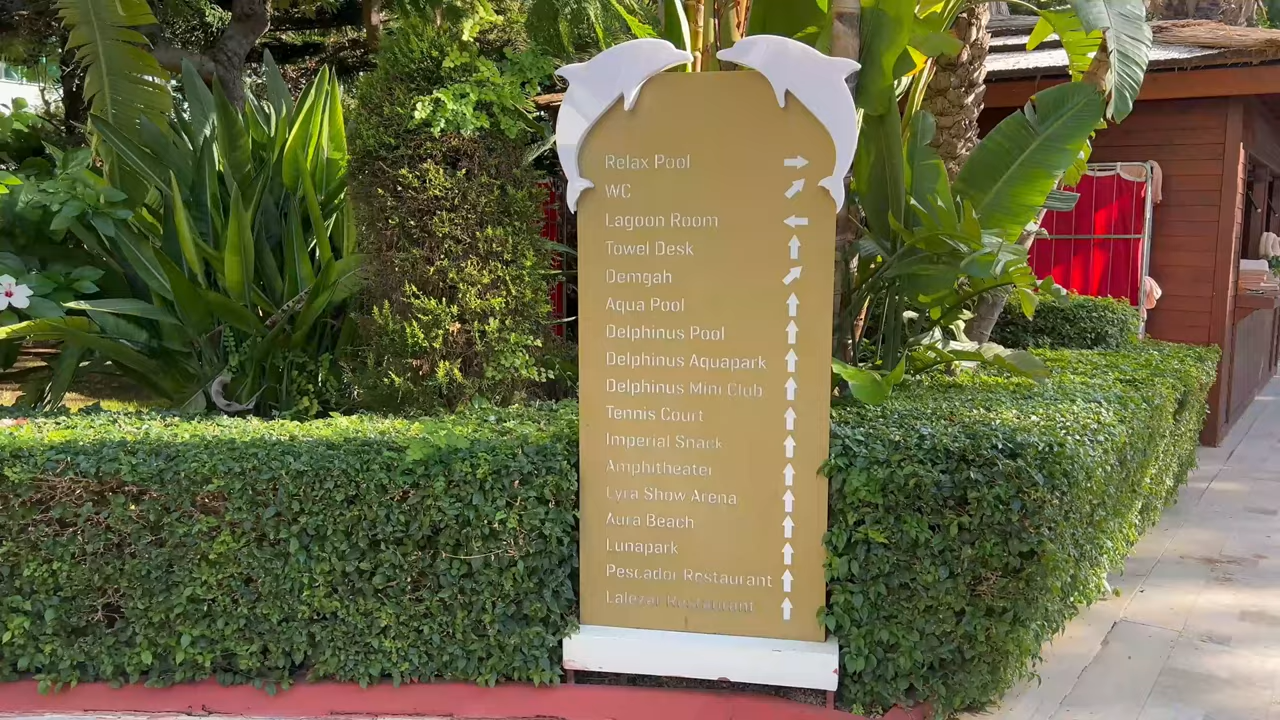 Relax Pool →
WC ↗
Lagoon Room ←
Towel Desk ↑
Demgah ↗
Aqua Pool ↑
Delphinus Pool ↑
Delphinus Aquapark ↑
Delphinus Mini Club ↑
Tennis Court ↑
Imperial Snack ↑
Amphitheater ↑
Lyra Show Arena ↑
Aura Beach ↑
Lunapark ↑
Pescador Restaurant ↑
Lalezar Restaurant ↑